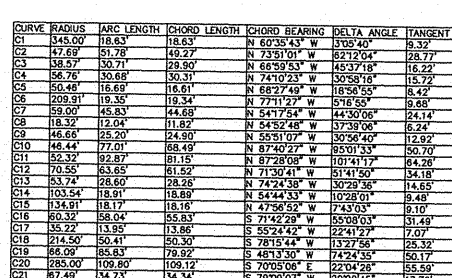 CURVE RADIUS ARC LENGTH CHORD LENGTH CHORD BEARING DELTA ANGLE TANGENT
C1 345.00' 18.63' 18.63' N 60°35'43" W 3°05'40" 9.32'
C2 47.69' 51.78' 49.27' N 73°51'01" W 62°12'04" 28.77'
C3 38.57' 30.71' 29.90' N 66°59'53" W 45°37'18" 16.22'
C4 56.76' 30.68' 30.31' N 74°10'23" W 30°58'16" 15.72'
C5 50.46' 16.69' 16.61' N 68°27'49" W 18°56'55" 8.42'
C6 209.91' 19.35' 19.34' N 77°11'27" W 5°16'55" 9.68'
C7 59.00' 45.83' 44.68' N 54°17'54" W 44°30'06" 24.14'
C8 18.32' 12.04' 11.82' N 54°52'48" W 37°39'06" 6.24'
C9 46.66' 25.20' 24.90' N 55°51'07" W 30°56'40" 12.92'
C10 46.44' 77.01' 68.49' N 87°40'27" W 95°01'33" 50.70'
C11 52.32' 92.87' 81.15' N 87°28'08" W 101°41'17" 64.26'
C12 70.55' 63.65' 61.52' N 71°30'41" W 51°41'50" 34.18'
C13 53.74' 28.60' 28.26' N 74°24'38" W 30°29'36" 14.65'
C14 103.54' 18.91' 18.89' N 54°44'33" W 10°28'01" 9.48'
C15 134.91' 18.17' 18.16' N 47°56'52" W 7°43'03" 9.10'
C16 60.32' 58.04' 55.83' S 71°42'29" W 55°08'03" 31.49'
C17 35.22' 13.95' 13.86' S 55°24'42" W 22°41'27" 7.07'
C18 214.50' 50.41' 50.30' S 78°15'44" W 13°27'56" 25.32'
C19 66.09' 85.83' 79.92' S 48°13'30" W 74°24'35" 50.17'
C20 285.00' 109.80' 109.12' S 70°05'06" E 22°04'26" 55.59'
C21 67.49' 34.73' 34.34'